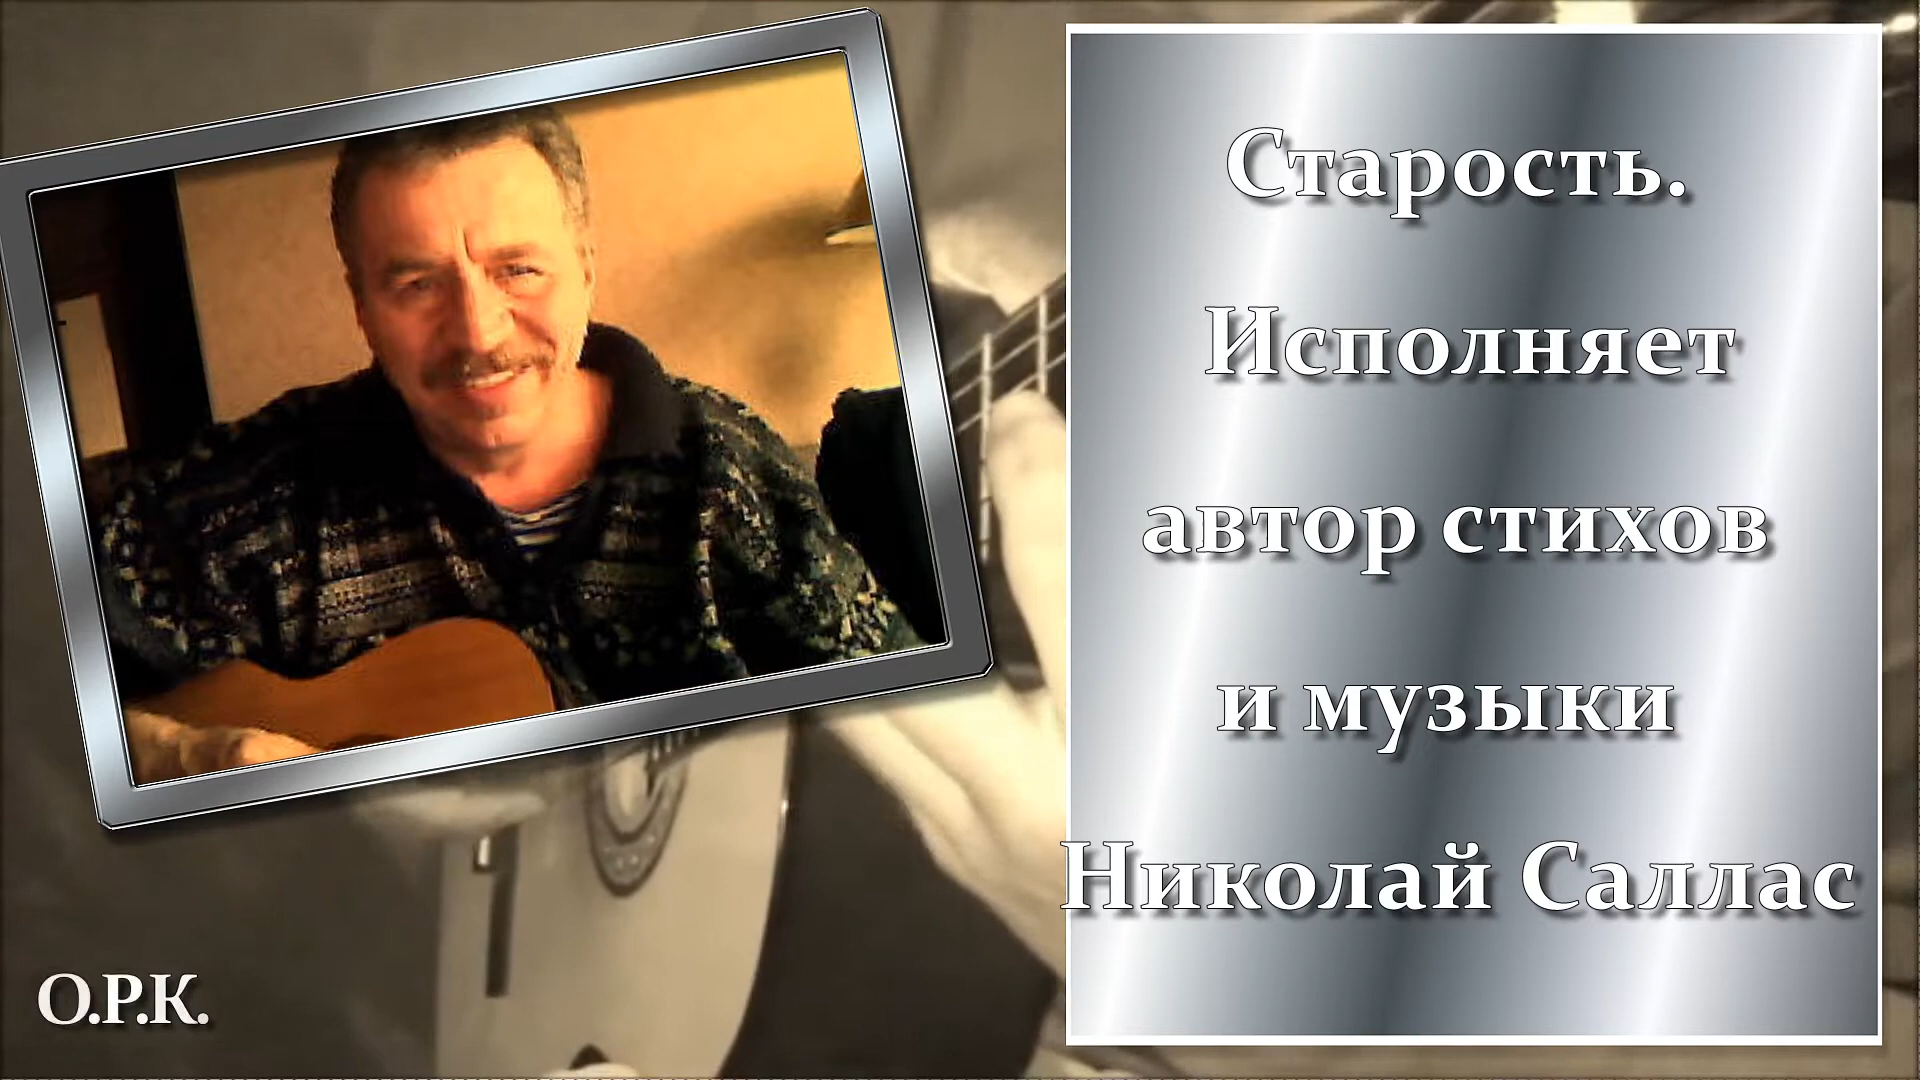 Старость.
Исполняет
автор стихов
и музыки
Николай Саллас
О.Р.К.